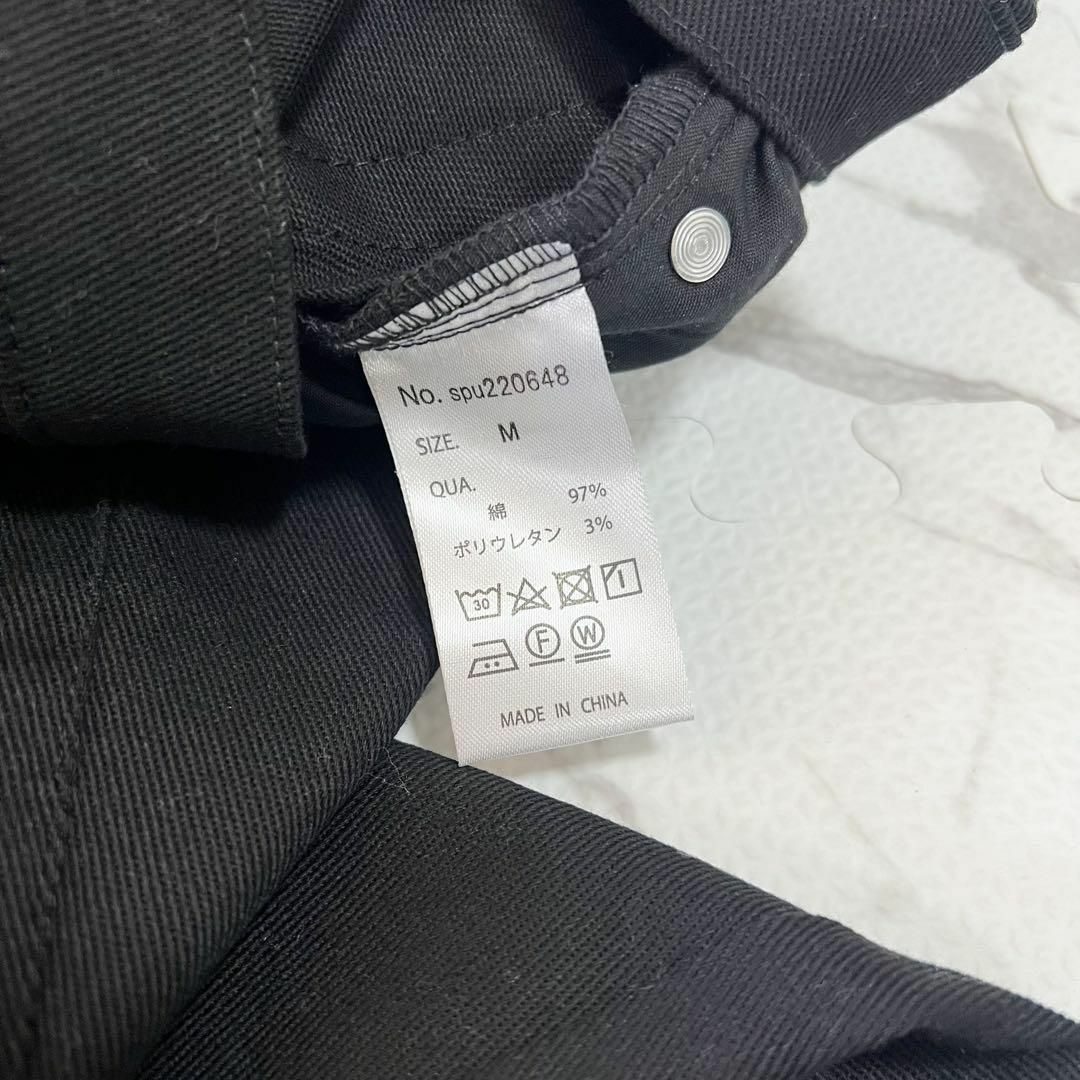 No. spu220648
SIZE. M
QUA.
綿 97%
ポリウレタン 3%
30
F W
MADE IN CHINA